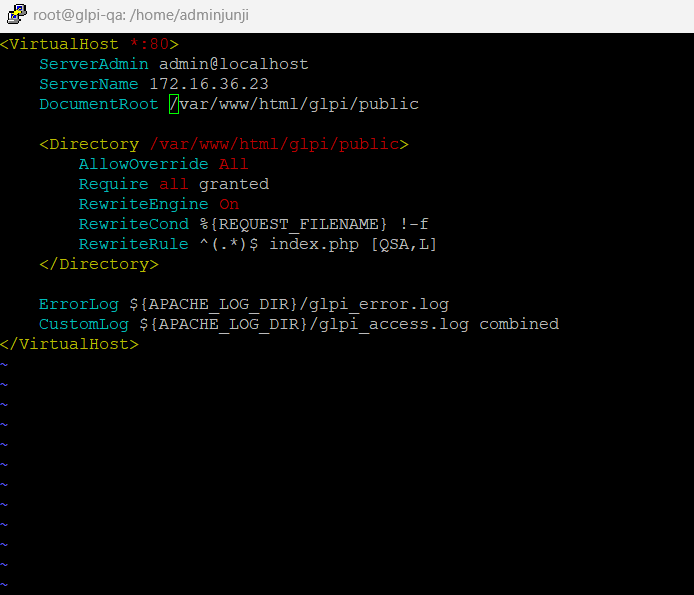 root@glpi-qa: /home/adminjunji
<VirtualHost *:80>
    ServerAdmin admin@localhost
    ServerName 172.16.36.23
    DocumentRoot /var/www/html/glpi/public

    <Directory /var/www/html/glpi/public>
        AllowOverride All
        Require all granted
        RewriteEngine On
        RewriteCond %{REQUEST_FILENAME} !-f
        RewriteRule ^(.*)$ index.php [QSA,L]
    </Directory>

    ErrorLog ${APACHE_LOG_DIR}/glpi_error.log
    CustomLog ${APACHE_LOG_DIR}/glpi_access.log combined
</VirtualHost>
~
~
~
~
~
~
~
~
~
~
~
~